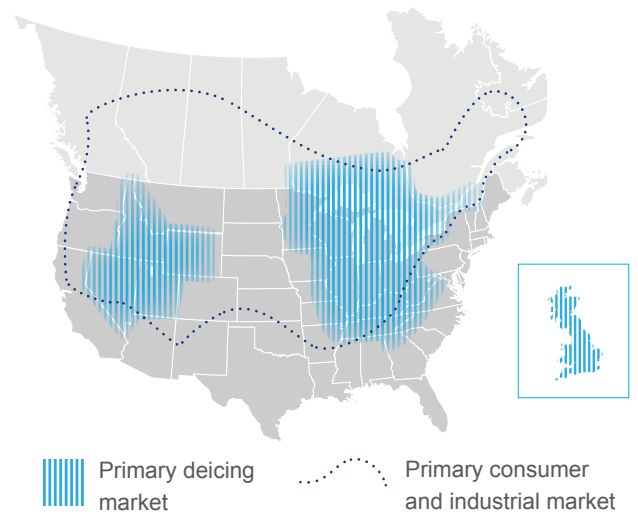 Primary deicing
market
Primary consumer
and industrial market